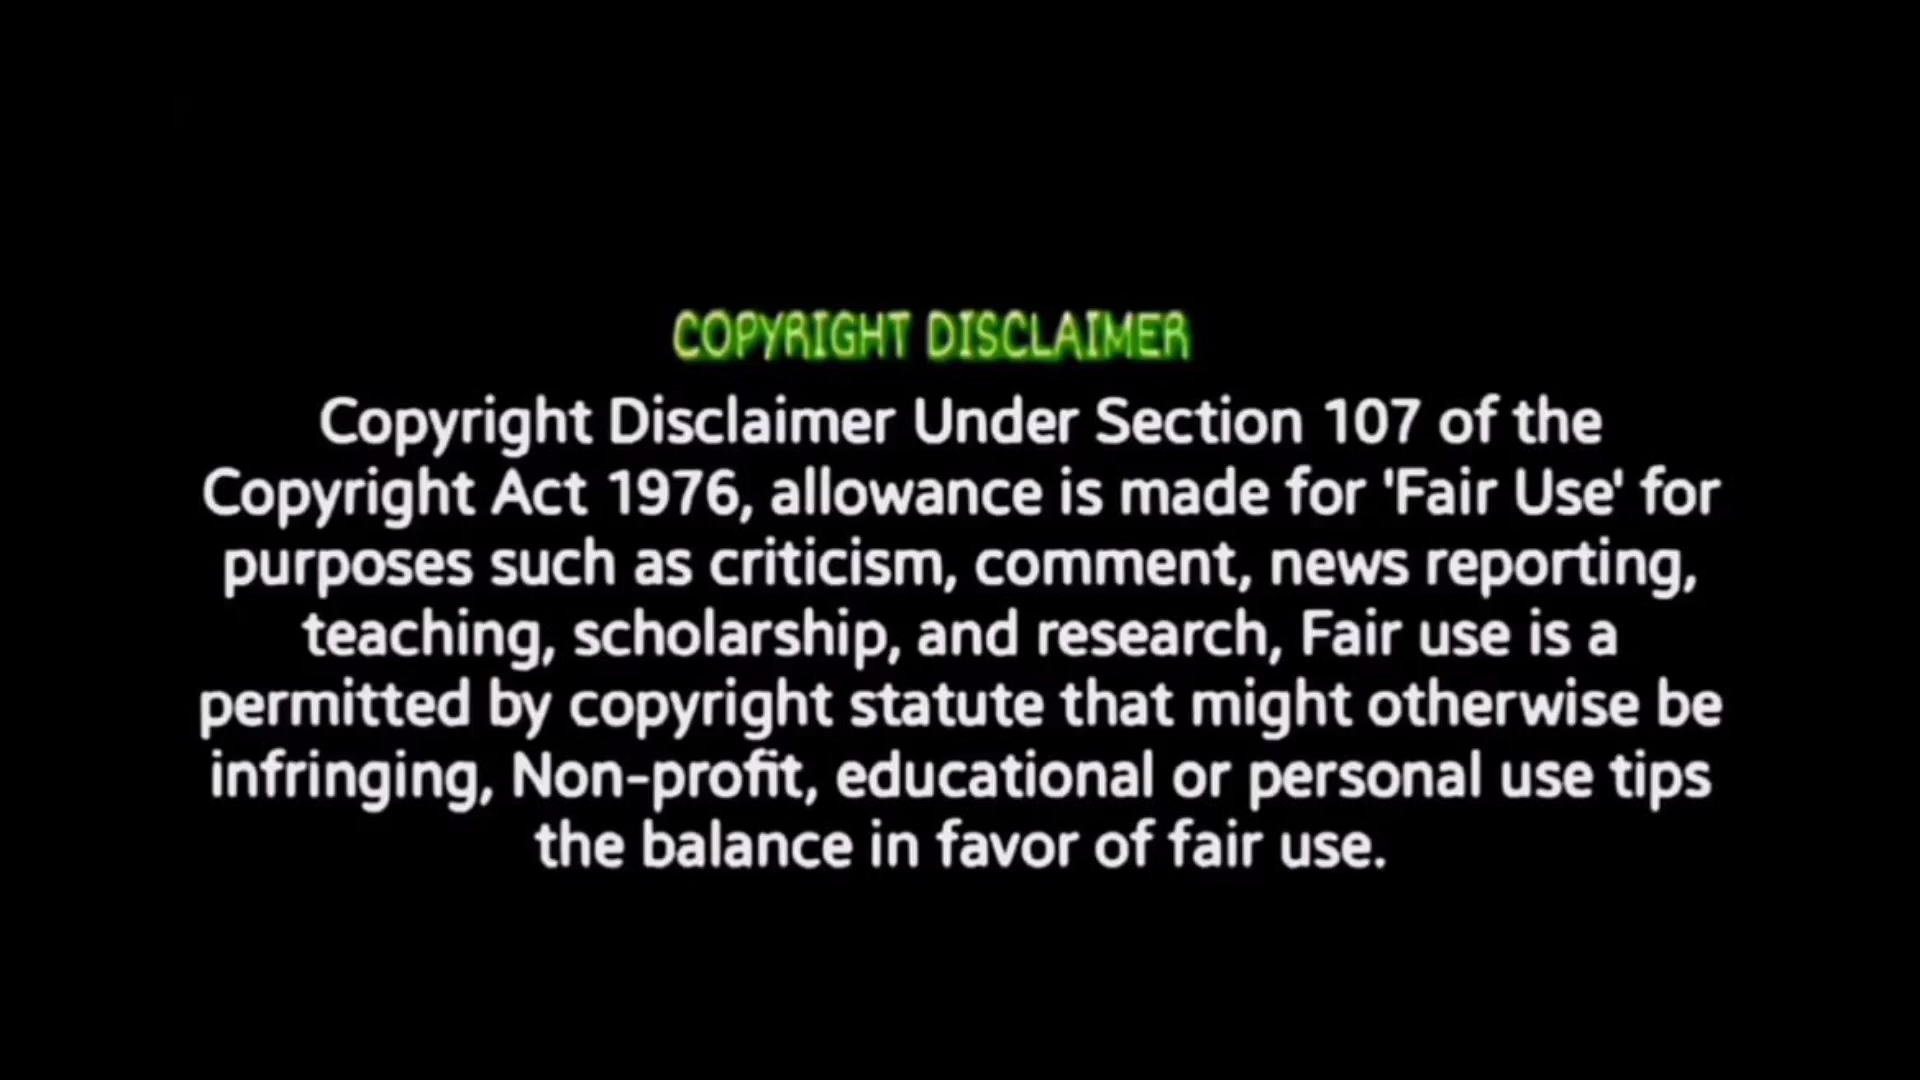 COPYRIGHT DISCLAIMER
Copyright Disclaimer Under Section 107 of the
Copyright Act 1976, allowance is made for 'Fair Use' for
purposes such as criticism, comment, news reporting,
teaching, scholarship, and research, Fair use is a
permitted by copyright statute that might otherwise be
infringing, Non-profit, educational or personal use tips
the balance in favor of fair use.